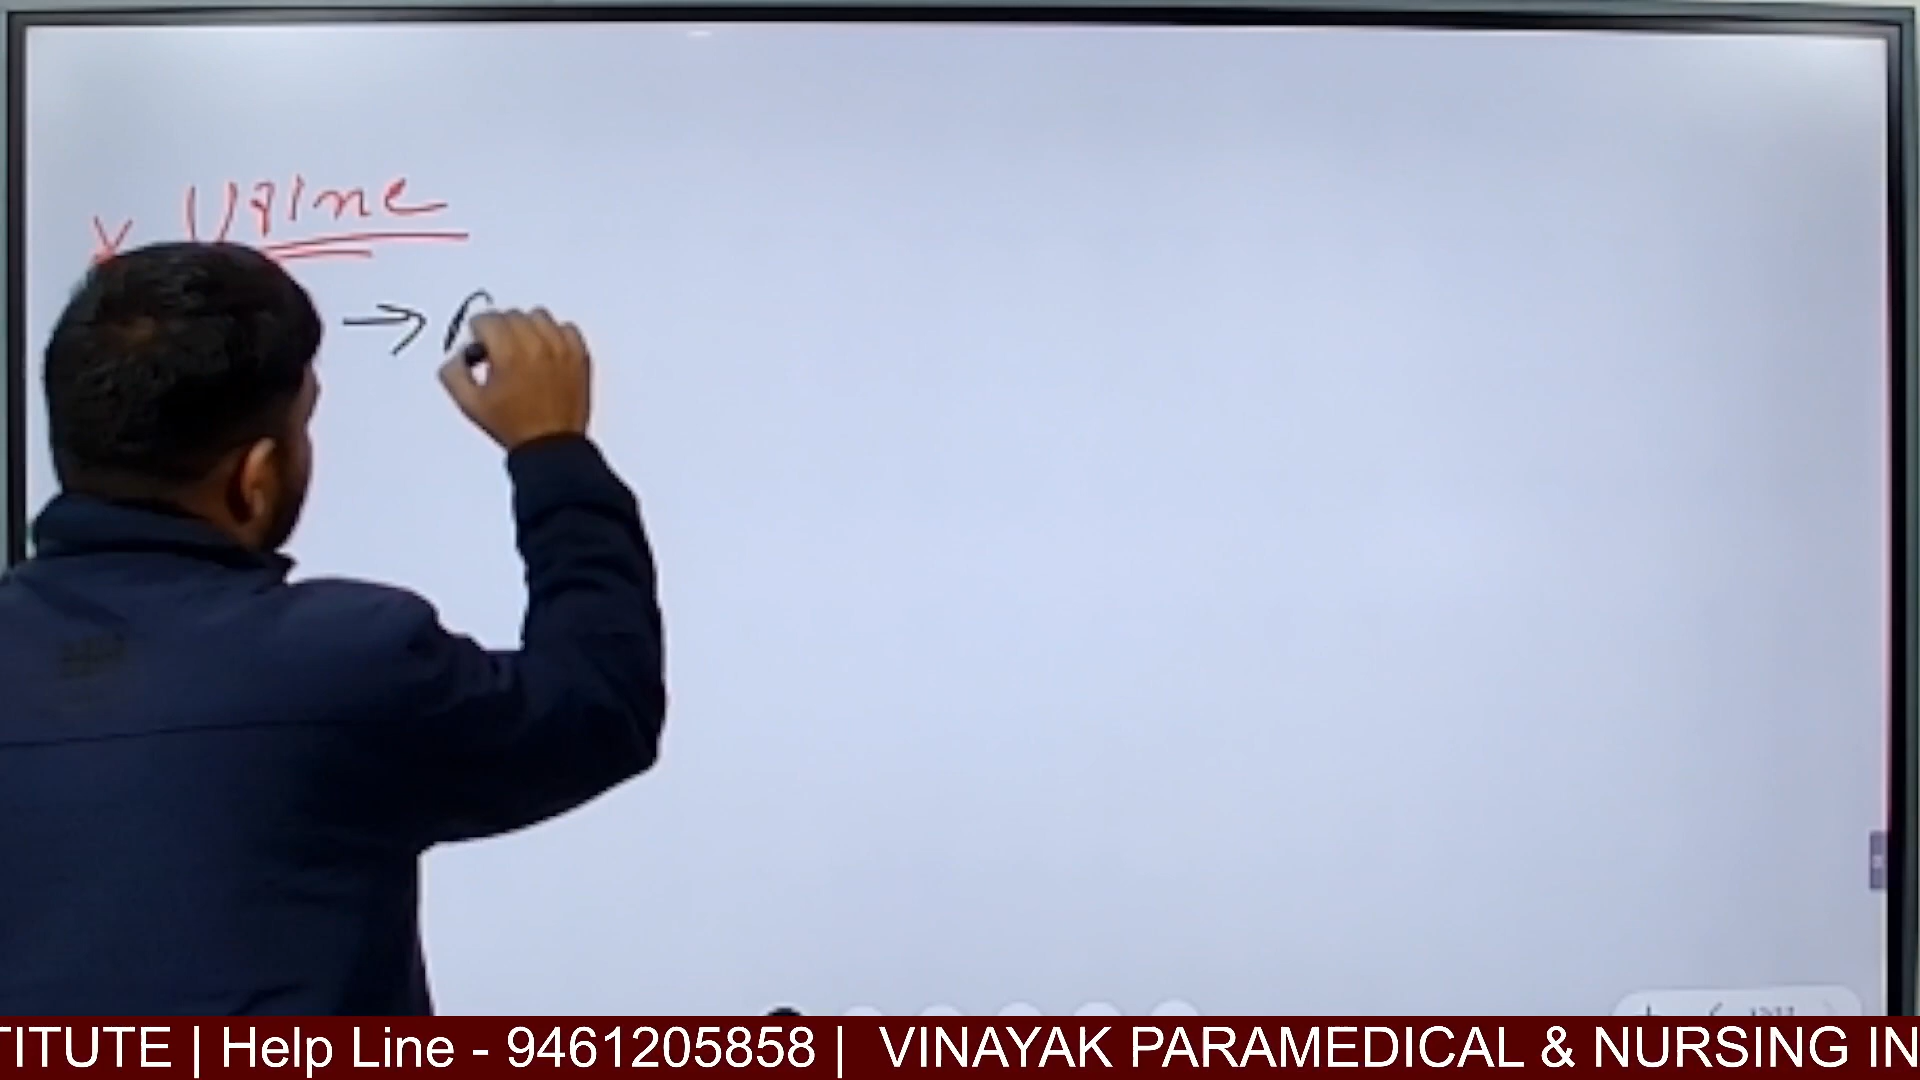 x Urine
→
TITUTE | Help Line - 9461205858 | VINAYAK PARAMEDICAL & NURSING IN